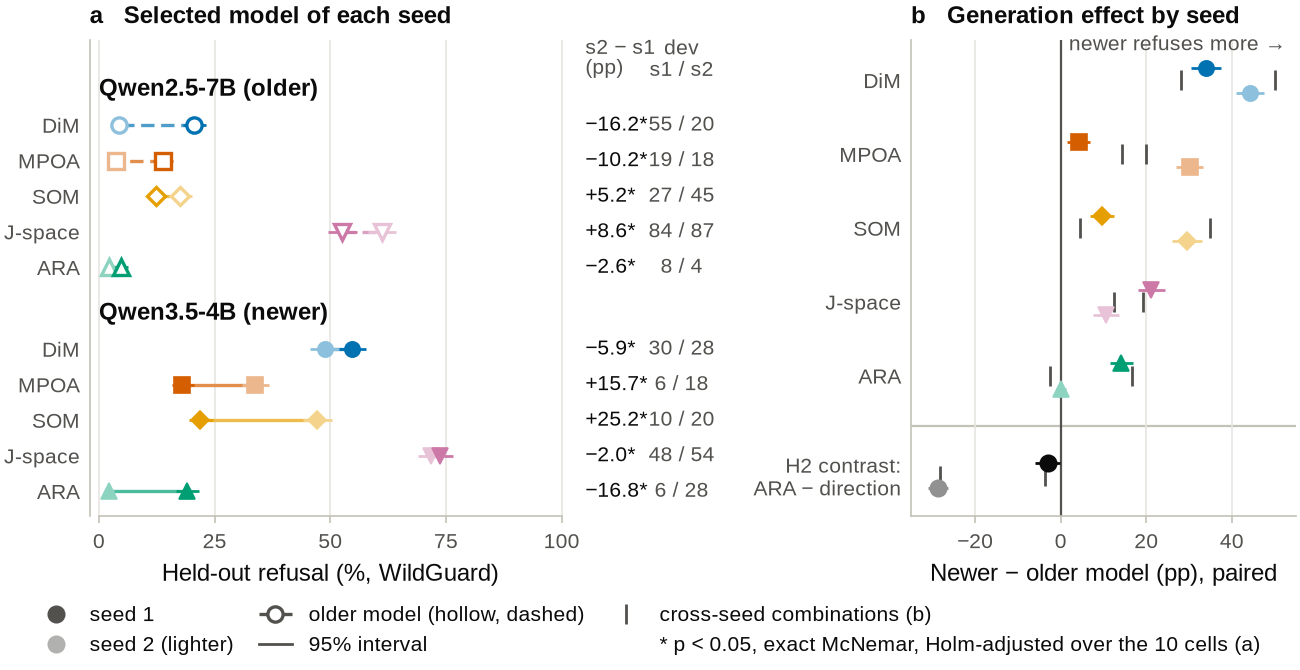 a Selected model of each seed
s2 − s1 dev
(pp) s1 / s2
Qwen2.5-7B (older)
DiM −16.2* 55 / 20
MPOA −10.2* 19 / 18
SOM +5.2* 27 / 45
J-space +8.6* 84 / 87
ARA −2.6* 8 / 4
Qwen3.5-4B (newer)
DiM −5.9* 30 / 28
MPOA +15.7* 6 / 18
SOM +25.2* 10 / 20
J-space −2.0* 48 / 54
ARA −16.8* 6 / 28
0 25 50 75 100
Held-out refusal (%, WildGuard)
b Generation effect by seed
newer refuses more →
DiM
MPOA
SOM
J-space
ARA
H2 contrast:
ARA − direction
−20 0 20 40
Newer − older model (pp), paired
seed 1 older model (hollow, dashed) cross-seed combinations (b)
seed 2 (lighter) 95% interval * p < 0.05, exact McNemar, Holm-adjusted over the 10 cells (a)